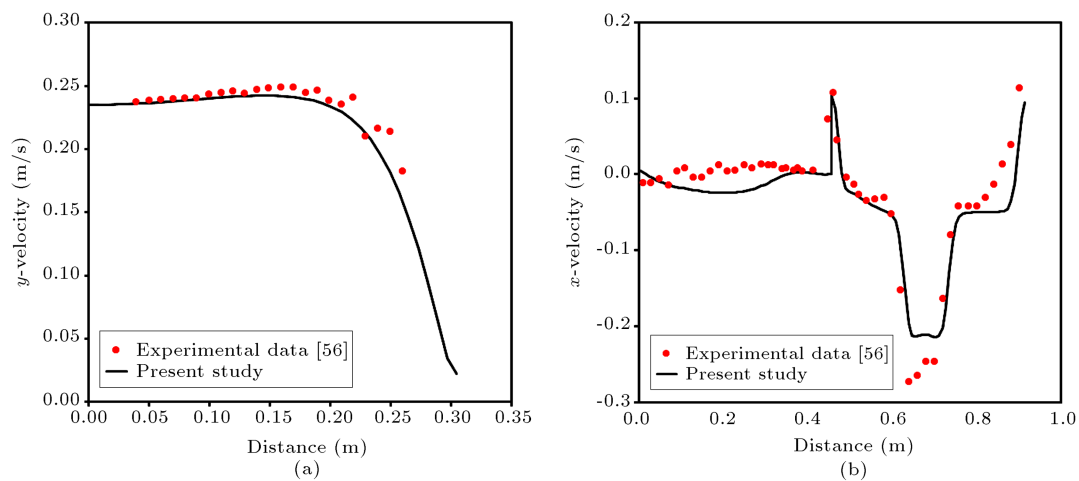 0.30
0.25
0.20
0.15
0.10
0.05
0.00
y-velocity (m/s)
Experimental data [56]
Present study
0.00 0.05 0.10 0.15 0.20 0.25 0.30 0.35
Distance (m)
(a)
0.2
0.1
0.0
-0.1
-0.2
-0.3
x-velocity (m/s)
Experimental data [56]
Present study
0.0 0.2 0.4 0.6 0.8 1.0
Distance (m)
(b)